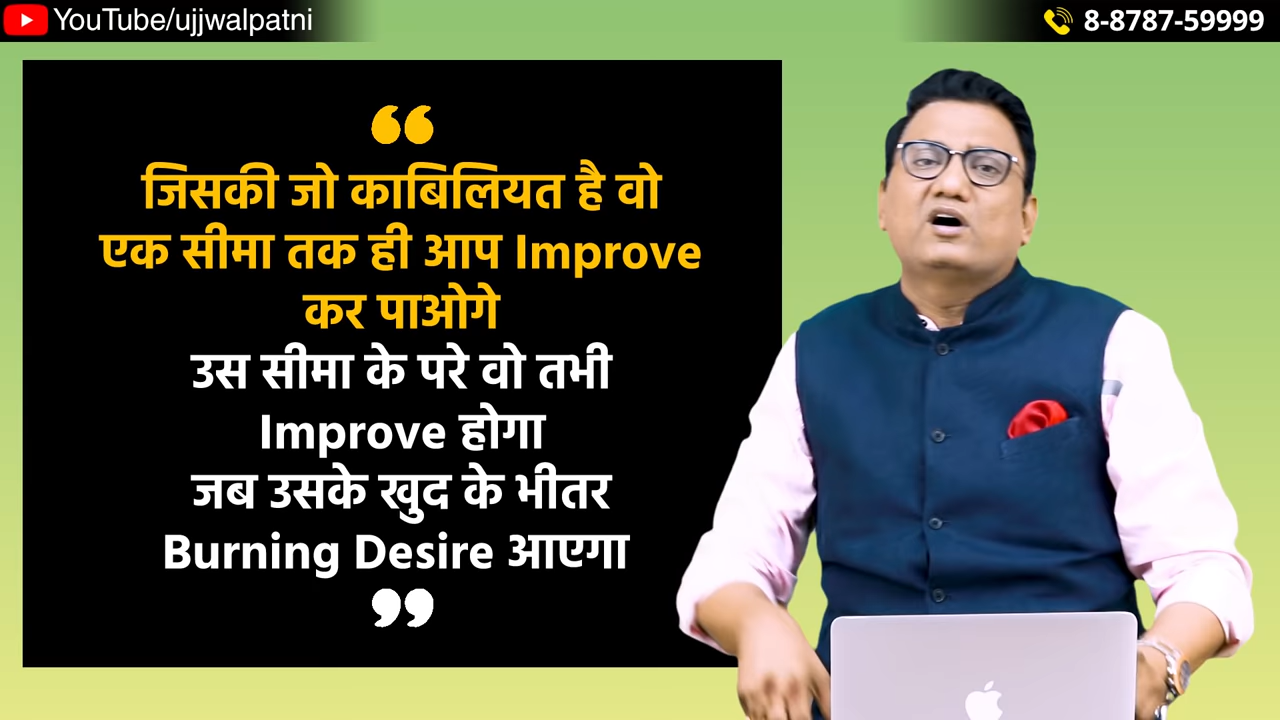 YouTube/ujjwalpatni
8-8787-59999
“
जिसकी जो काबिलियत है वो
एक सीमा तक ही आप Improve
कर पाओगे
उस सीमा के परे वो तभी
Improve होगा
जब उसके खुद के भीतर
Burning Desire आएगा
”